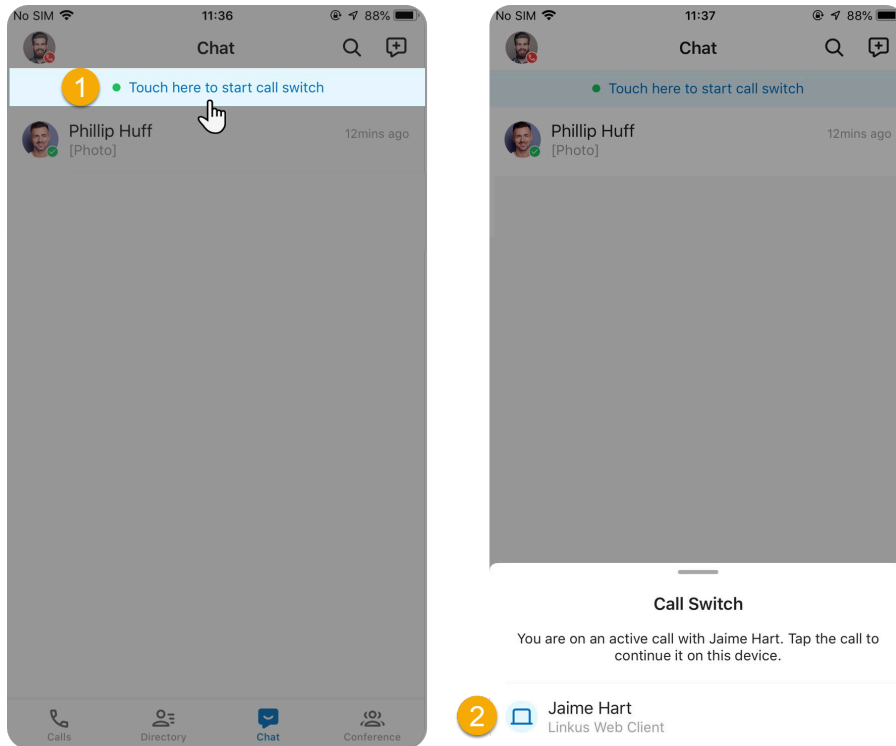 No SIM 11:36 88%
Chat
1
Touch here to start call switch
Phillip Huff
12mins ago
[Photo]
Calls
Directory
Chat
Conference
No SIM 11:37 88%
Chat
Touch here to start call switch
Phillip Huff
12mins ago
[Photo]
Call Switch
You are on an active call with Jaime Hart. Tap the call to
continue it on this device.
2
Jaime Hart
Linkus Web Client